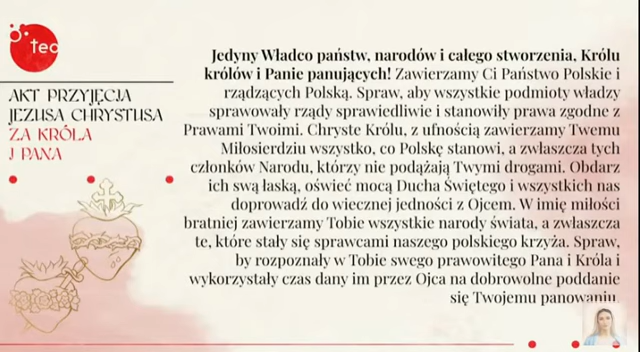 teo
AKT PRZYJĘCIA
JEZUSA CHRYSTUSA
ZA KRÓLA
I PANA
Jedyny Władco państw, narodów i całego stworzenia, Królu
królów i Panie panujących! Zawierzamy Ci Państwo Polskie i
rządzących Polską. Spraw, aby wszystkie podmioty władzy
sprawowały rządy sprawiedliwie i stanowiły prawa zgodne z
Prawami Twoimi. Chryste Królu, z ufnością zawierzamy Twemu
Miłosierdziu wszystko, co Polskę stanowi, a zwłaszcza tych
członków Narodu, którzy nie podążają Twymi drogami. Obdarz
ich swą łaską, oświeć mocą Ducha Świętego i wszystkich nas
doprowadź do wiecznej jedności z Ojcem. W imię miłości
bratniej zawierzamy Tobie wszystkie narody świata, a zwłaszcza
te, które stały się sprawcami naszego polskiego krzyża. Spraw,
by rozpoznały w Tobie swego prawowitego Pana i Króla i
wykorzystały czas dany im przez Ojca na dobrowolne poddanie
się Twojemu panowaniu.